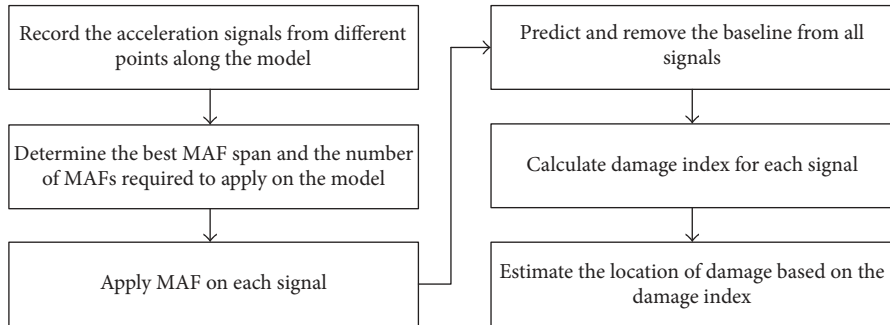 Record the acceleration signals from different
points along the model
Determine the best MAF span and the number
of MAFs required to apply on the model
Apply MAF on each signal
Predict and remove the baseline from all
signals
Calculate damage index for each signal
Estimate the location of damage based on the
damage index